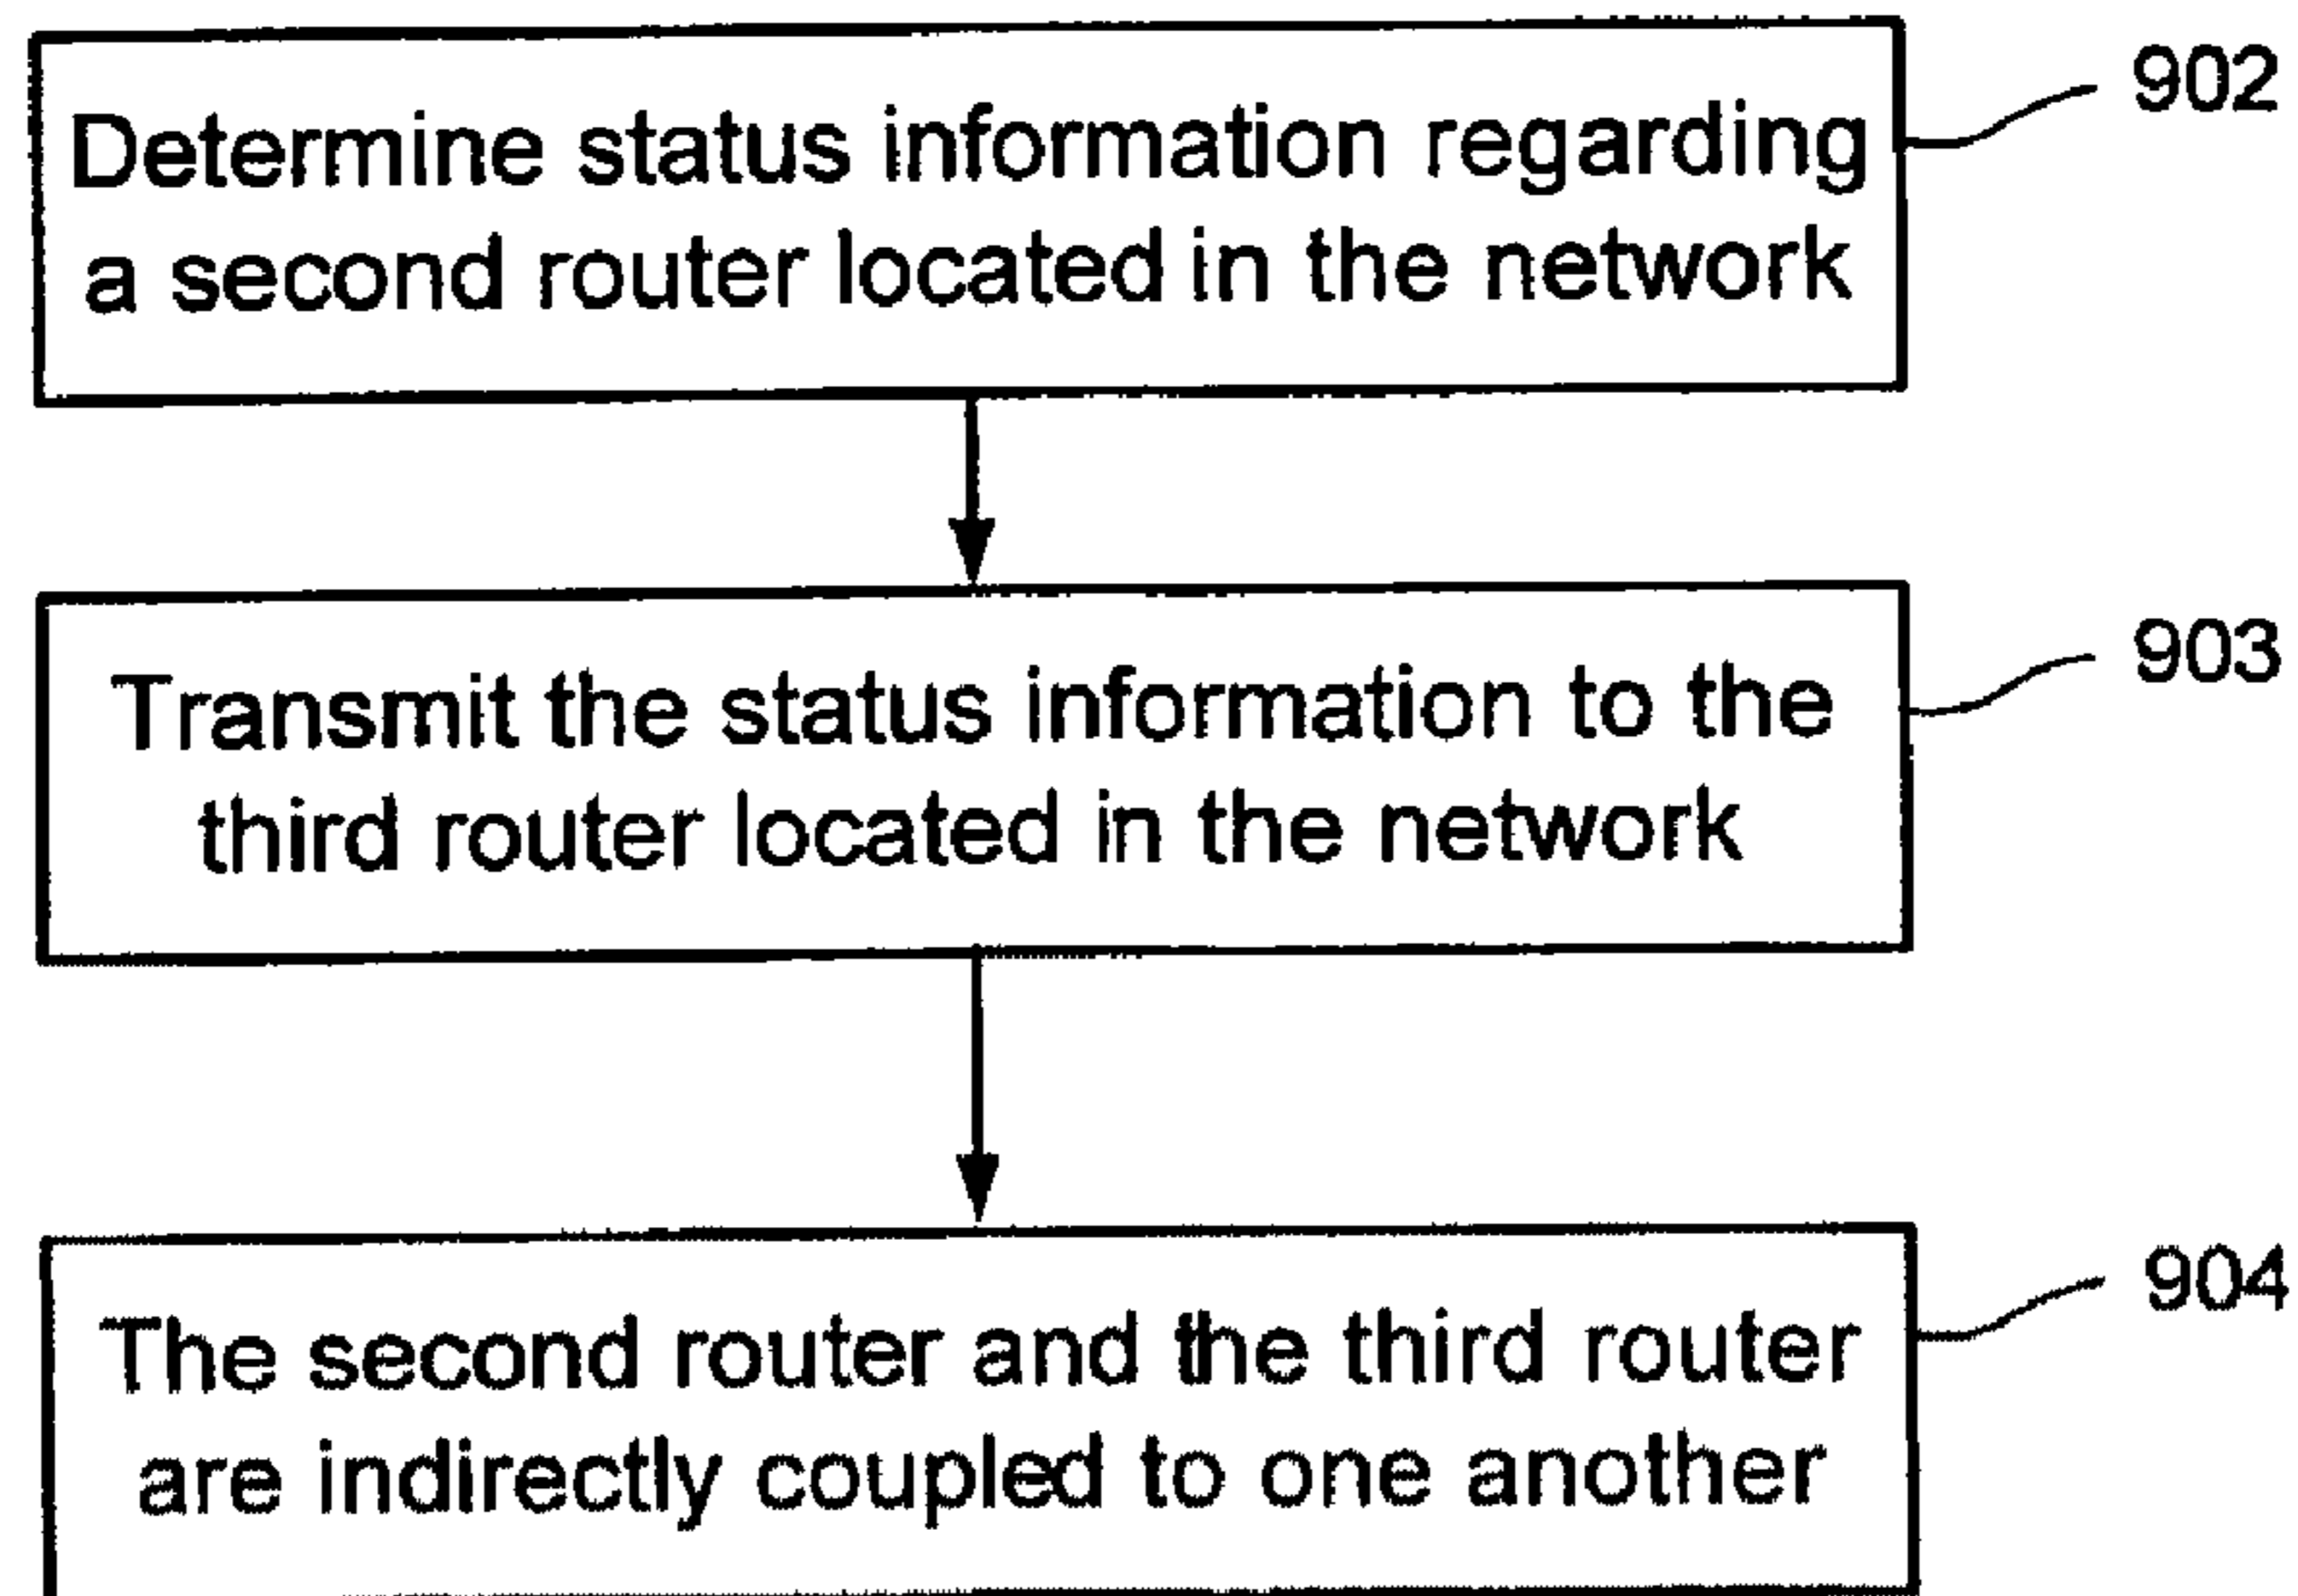 Determine status information regarding
a second router located in the network
902
Transmit the status information to the
third router located in the network
903
The second router and the third router
are indirectly coupled to one another
904